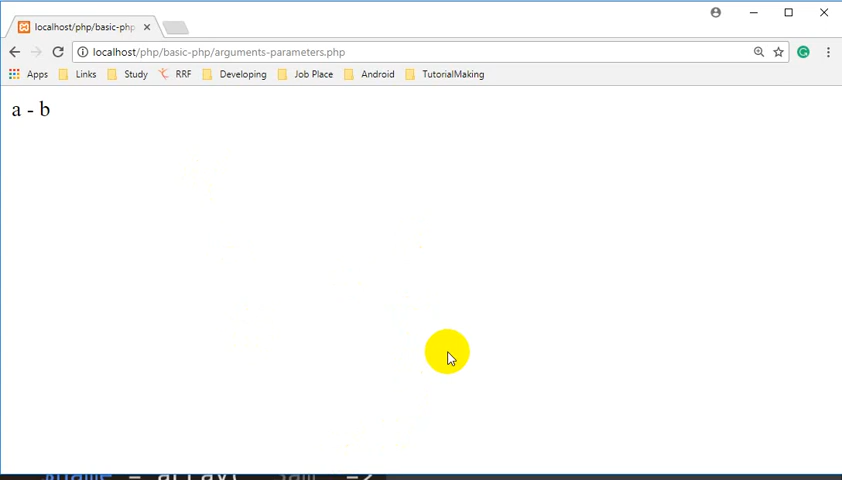 localhost/php/basic-php
localhost/php/basic-php/arguments-parameters.php
Apps Links Study RRF Developing Job Place Android TutorialMaking
a - b